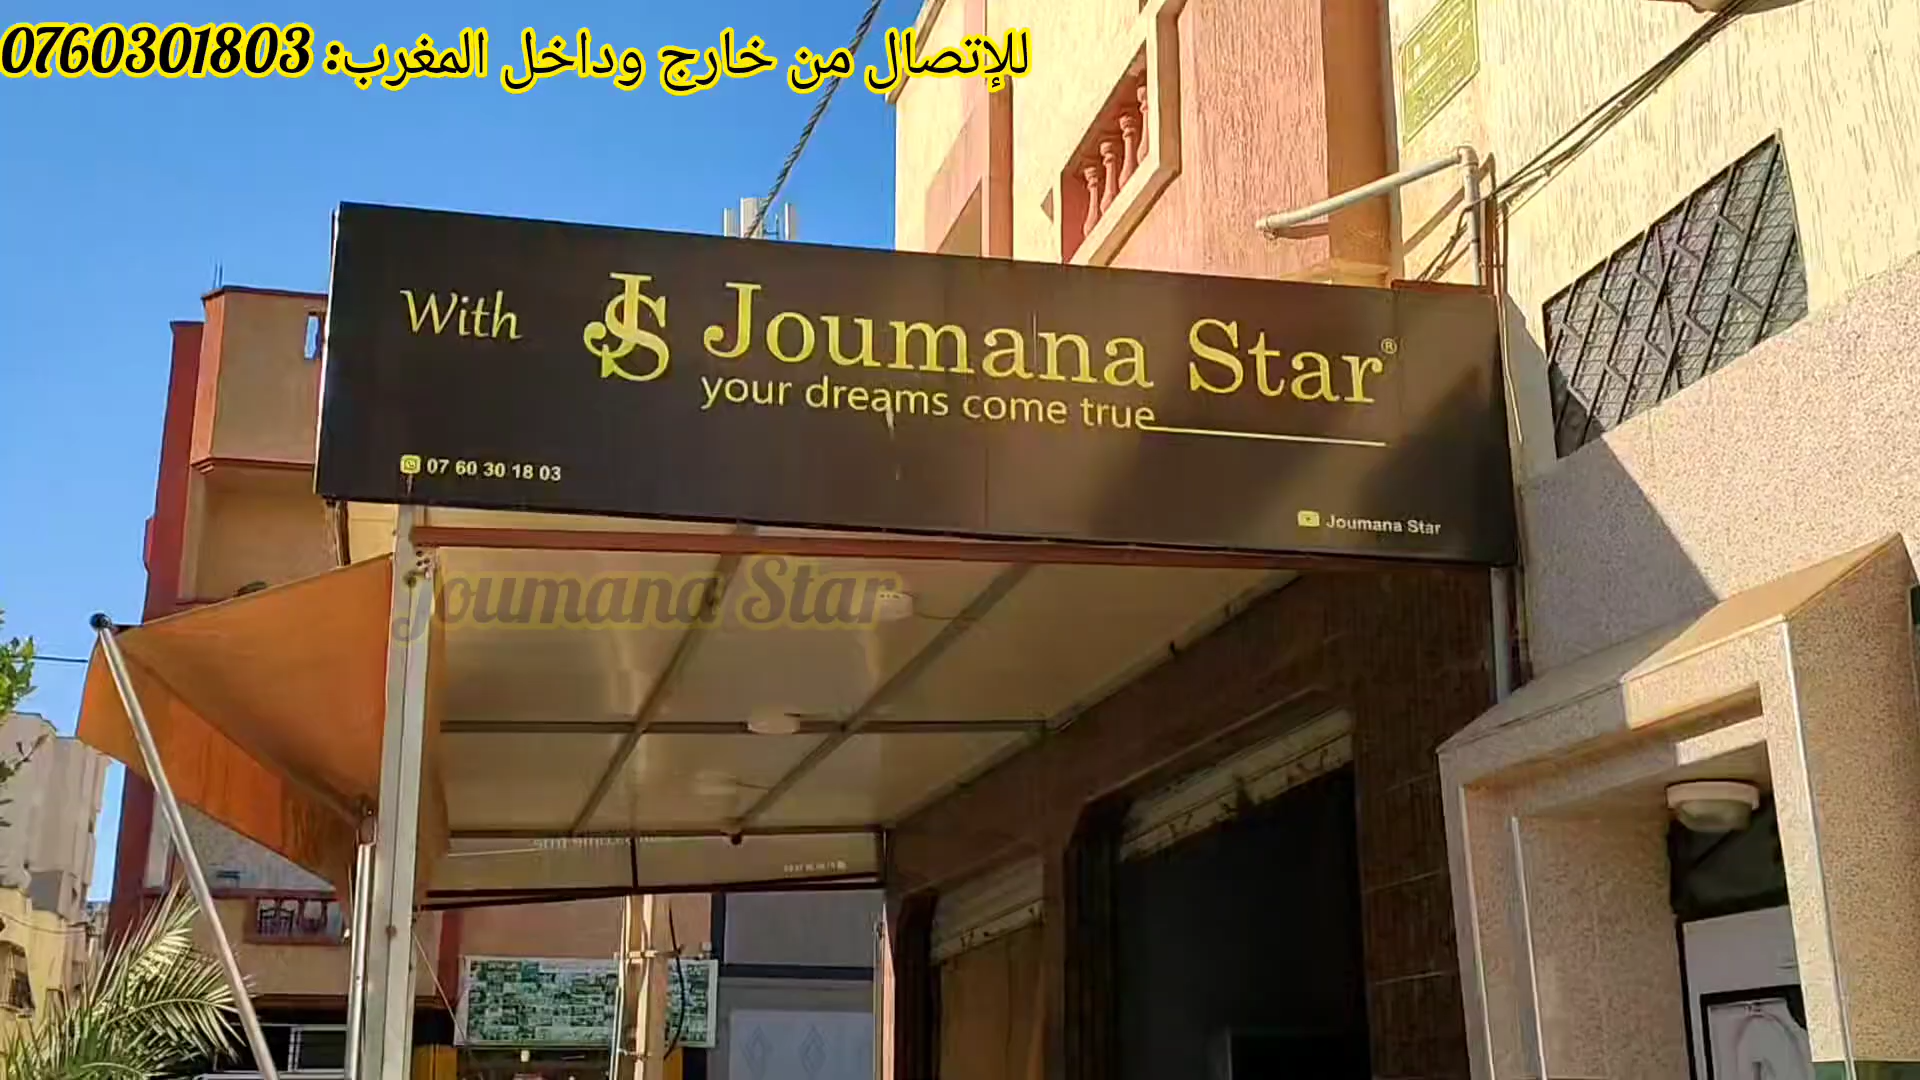 للإتصال من خارج وداخل المغرب: 0760301803
With JS Joumana Star®
your dreams come true
07 60 30 18 03
Joumana Star
Joumana Star